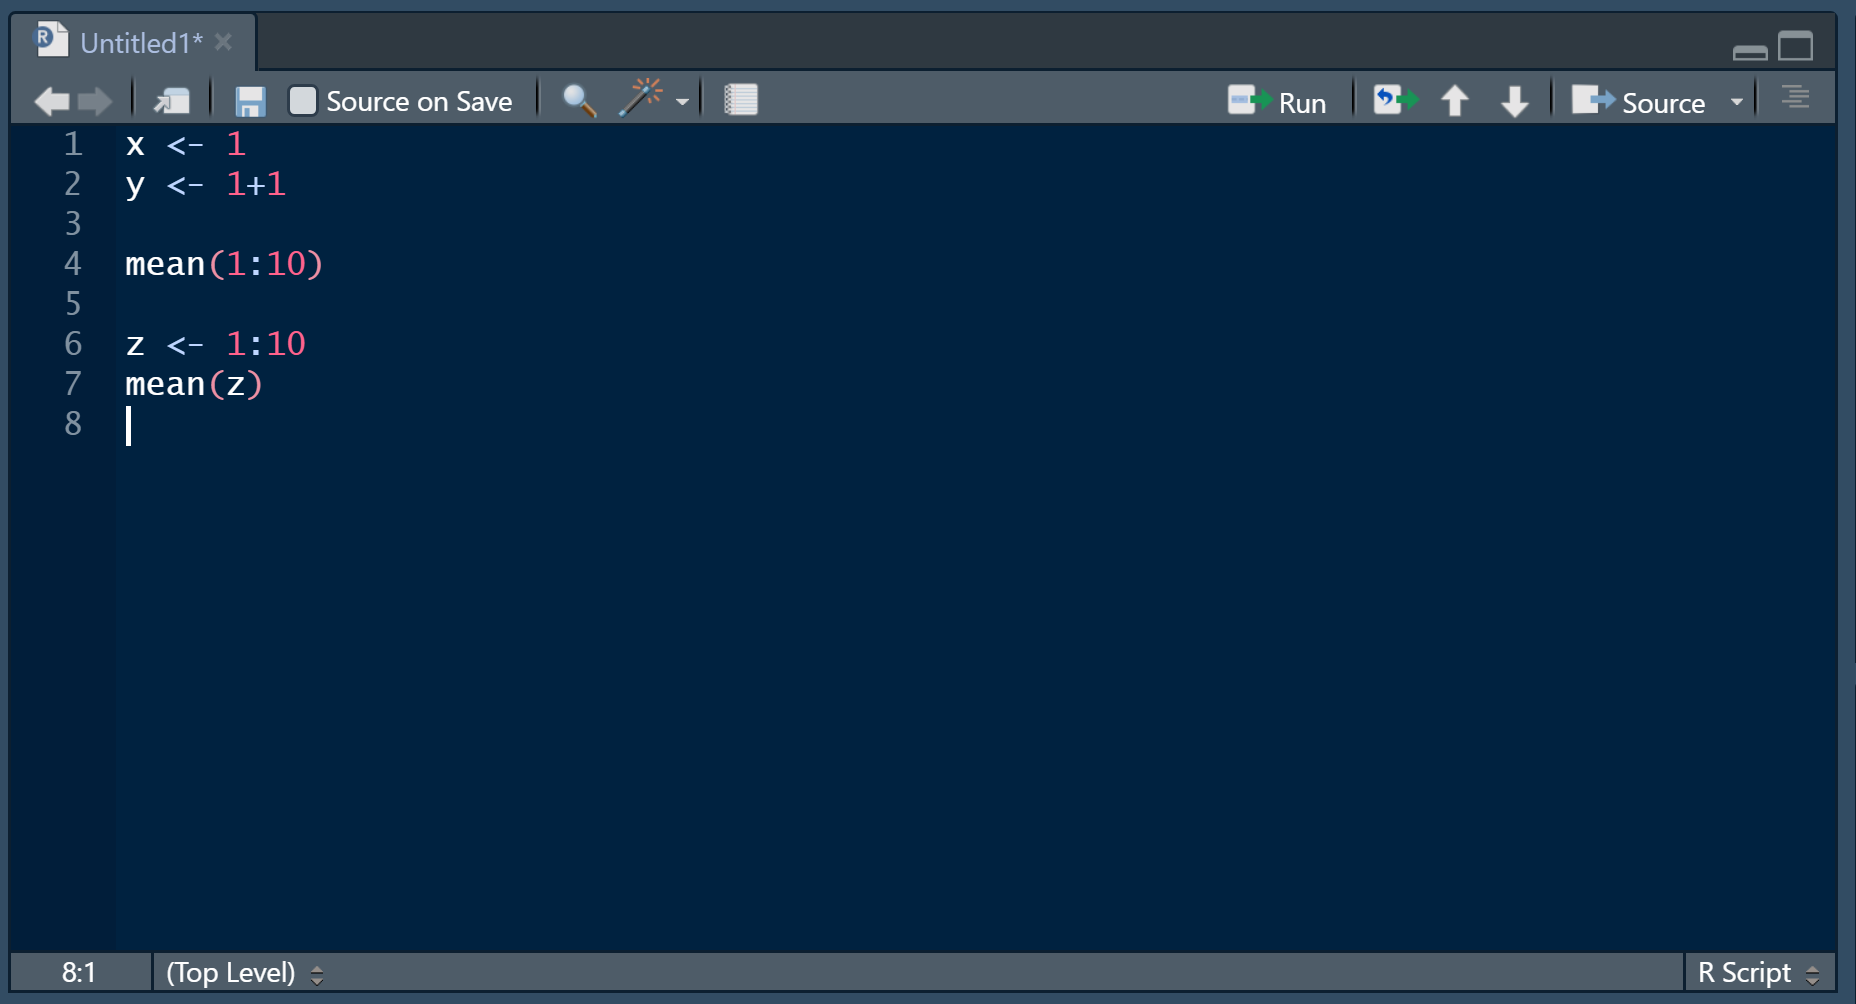 Untitled1*
Source on Save Run Source
1 x <- 1
2 y <- 1+1
3
4 mean(1:10)
5
6 z <- 1:10
7 mean(z)
8
8:1 (Top Level) R Script